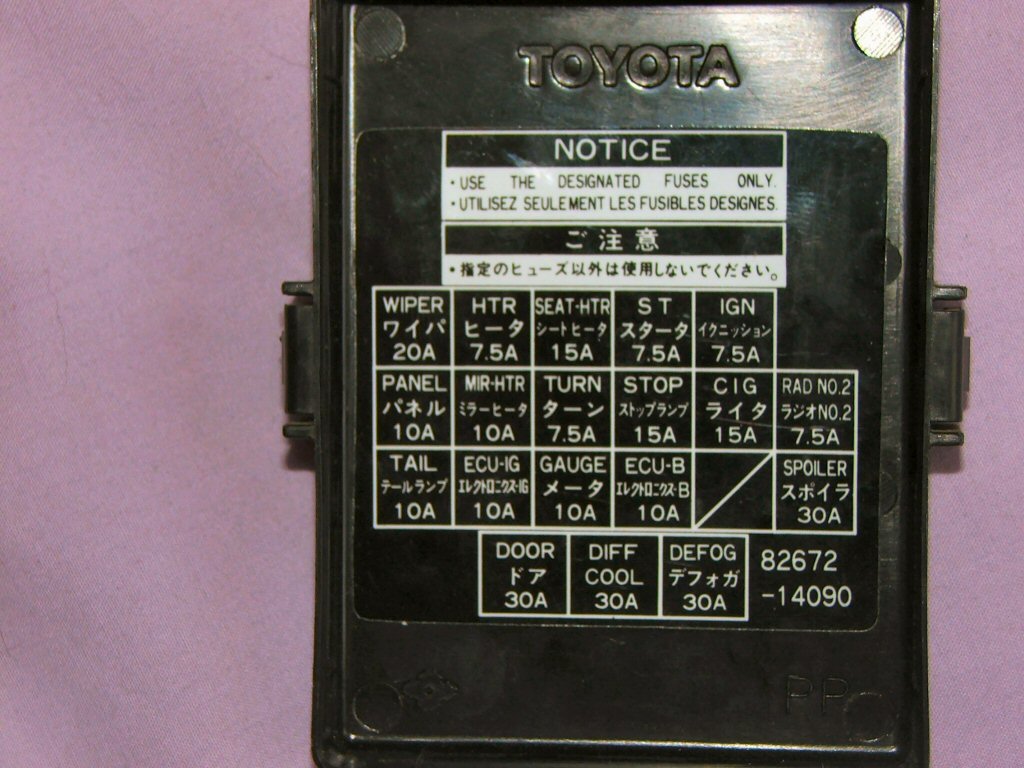 TOYOTA
NOTICE
・USE THE DESIGNATED FUSES ONLY.
・UTILISEZ SEULEMENT LES FUSIBLES DESIGNES.
ご注意
・指定のヒューズ以外は使用しないでください。
WIPER HTR SEAT-HTR ST IGN
ワイパ ヒータ シートヒータ スタータ イクニッション
20A 7.5A 15A 7.5A 7.5A
PANEL MIR-HTR TURN STOP CIG RAD NO.2
パネル ミラーヒータ ターン ストップランプ ライタ ラジオNO.2
10A 10A 7.5A 15A 15A 7.5A
TAIL ECU-IG GAUGE ECU-B SPOILER
テールランプ エレクトロニクス-IG メータ エレクトロニクス-B スポイラ
10A 10A 10A 10A 30A
DOOR DIFF DEFOG 82672
ドア COOL デフォガ -14090
30A 30A 30A
PP